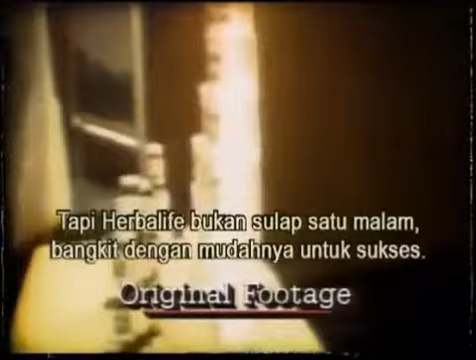 Tapi Herbalife bukan sulap satu malam,
bangkit dengan mudahnya untuk sukses.
Original Footage